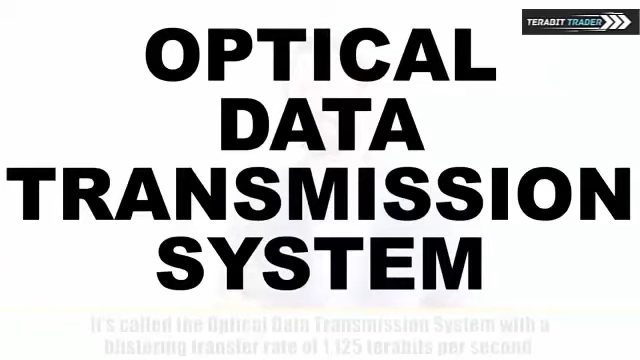 TERABIT TRADER
OPTICAL
DATA
TRANSMISSION
SYSTEM
It's called the Optical Data Transmission System with a
blistering transfer rate of 1.125 terabits per second